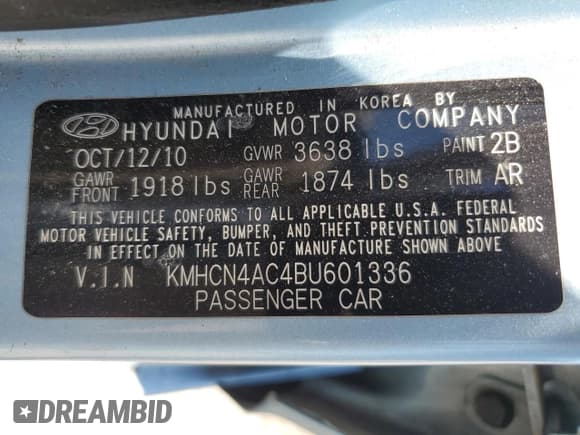 MANUFACTURED IN KOREA BY
HYUNDAI MOTOR COMPANY
OCT/12/10 GVWR 3638 lbs PAINT 2B
GAWR FRONT 1918 lbs GAWR REAR 1874 lbs TRIM AR
THIS VEHICLE CONFORMS TO ALL APPLICABLE U.S.A. FEDERAL
MOTOR VEHICLE SAFETY, BUMPER, AND THEFT PREVENTION STANDARDS
IN EFFECT ON THE DATE OF MANUFACTURE SHOWN ABOVE
V.I.N KMHCN4AC4BU601336
PASSENGER CAR
DREAMBID